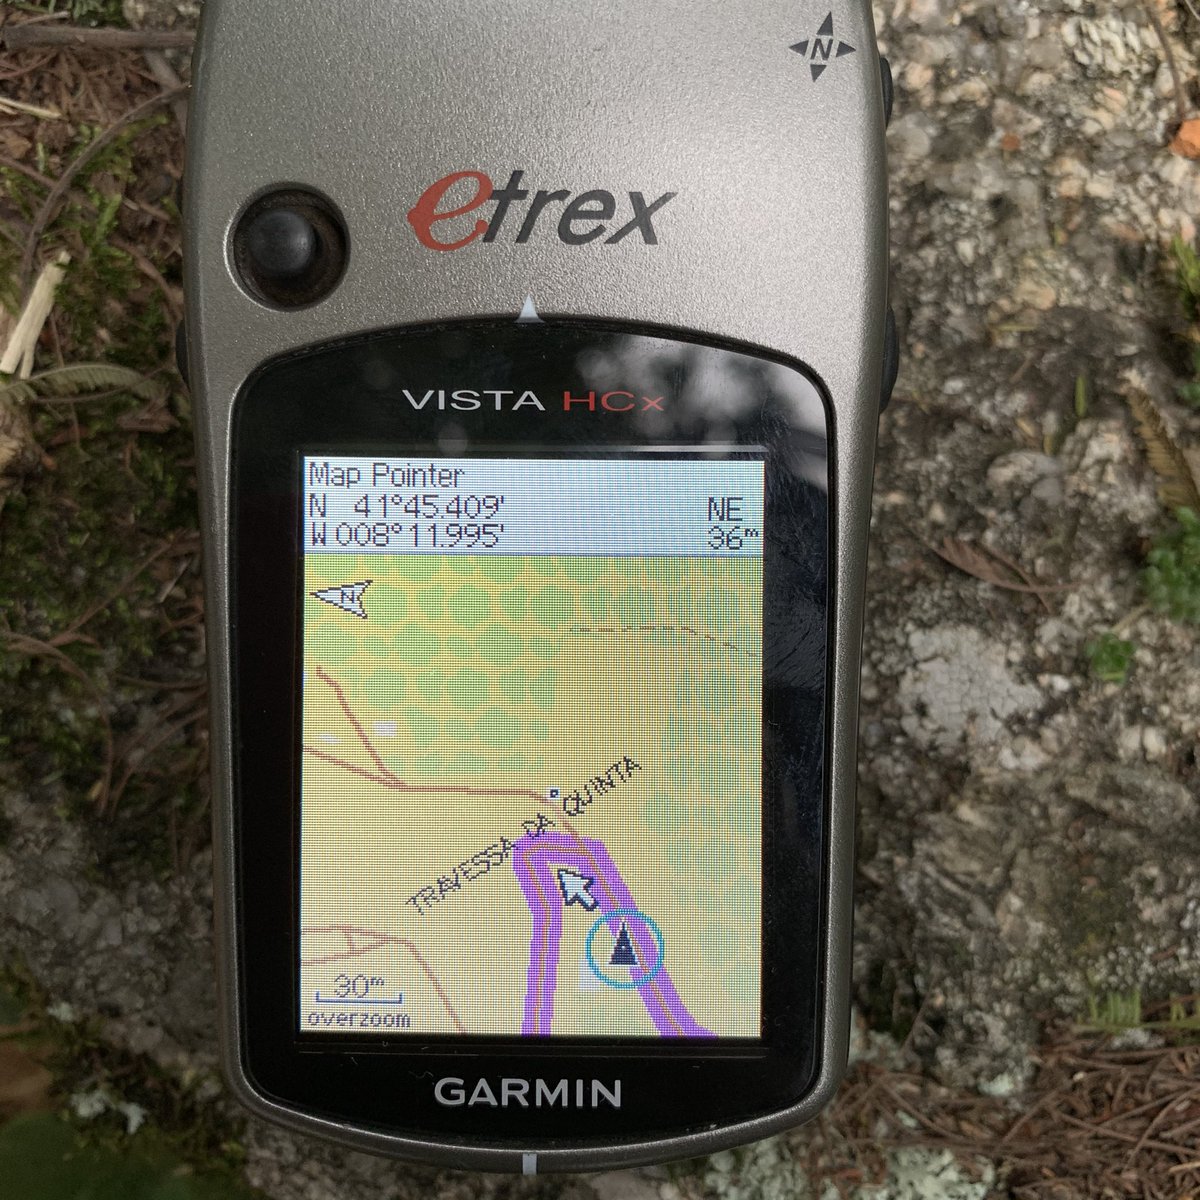 N
etrex
VISTA HCx
Map Pointer
N 41°45.409' NE
W 008°11.995' 36m
N
TRAVESSA DA QUINTA
30m
overzoom
GARMIN